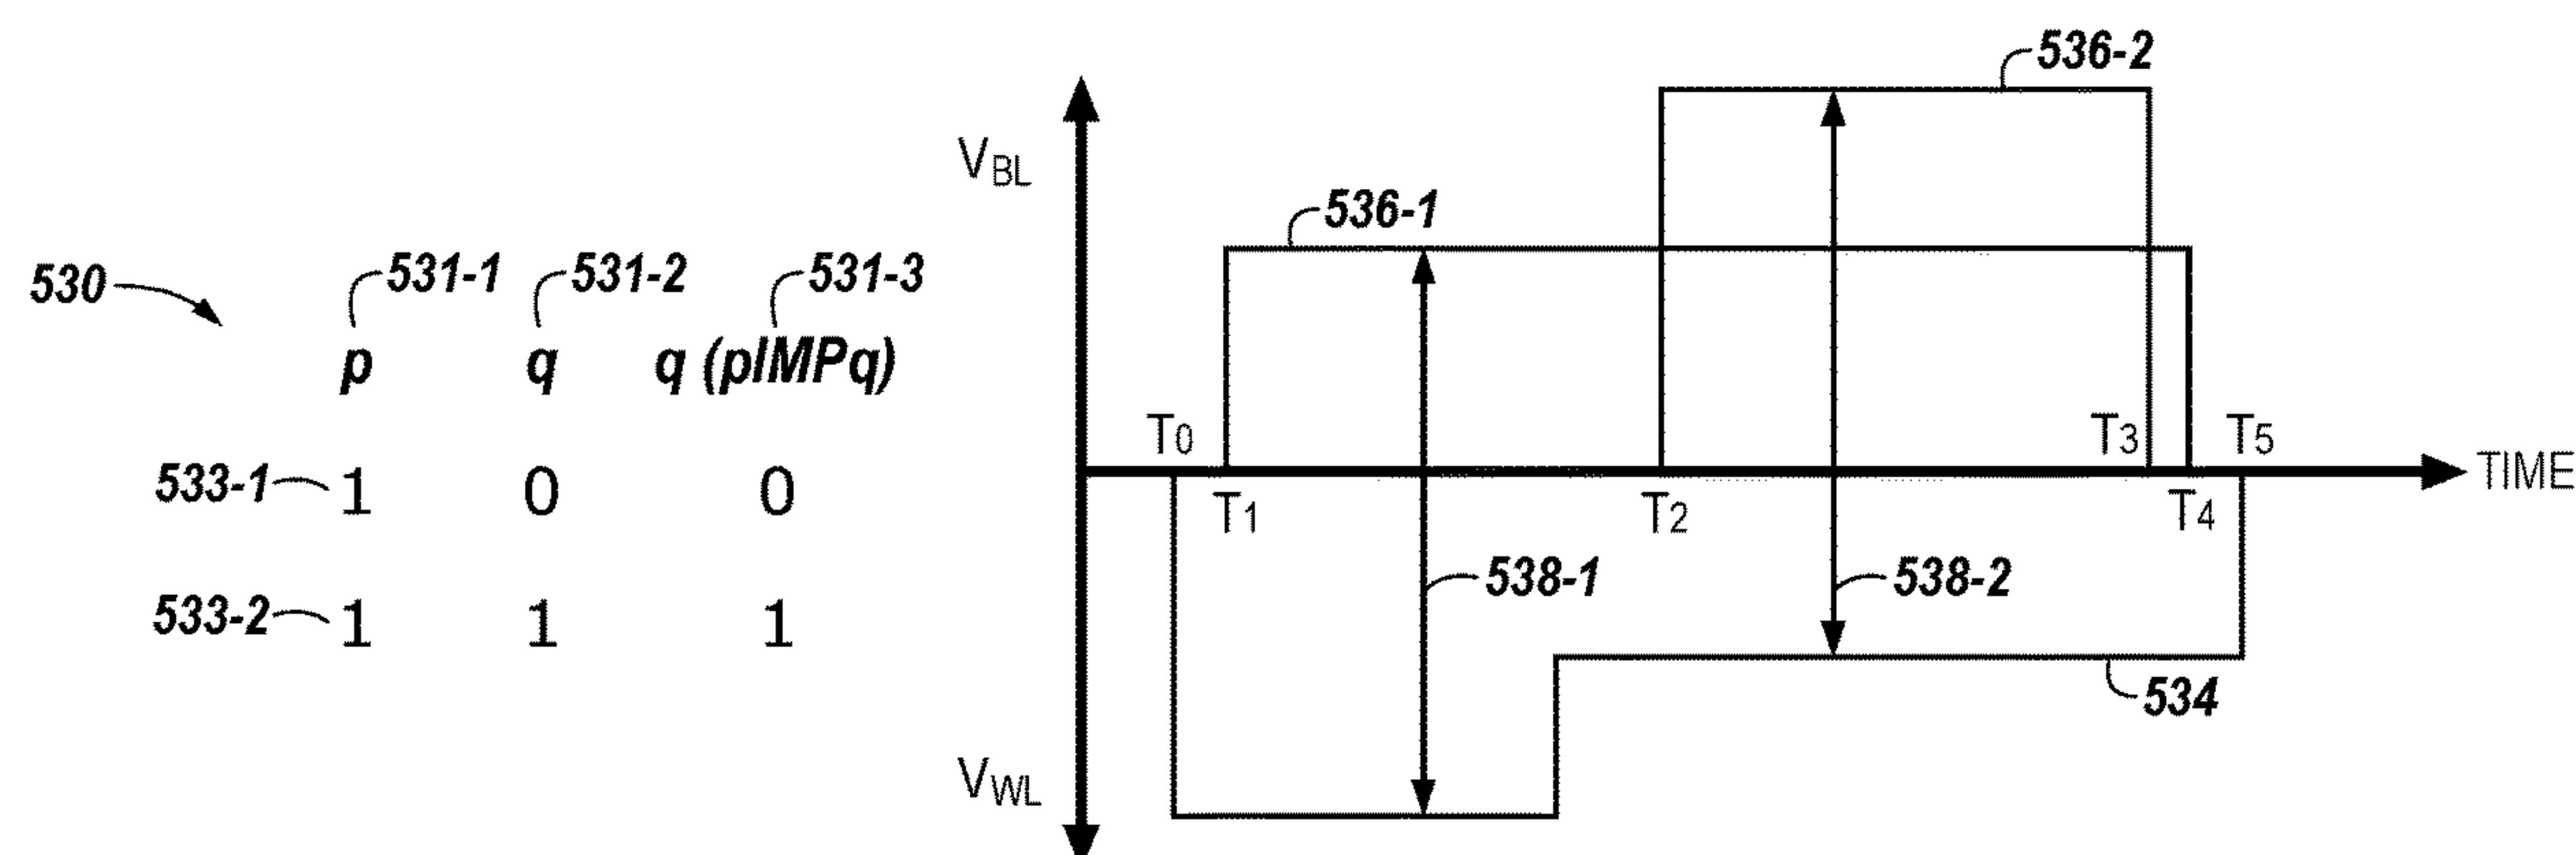 530
531-1 531-2 531-3
p q q (pIMPq)
533-1 1 0 0
533-2 1 1 1
536-2
VBL
536-1
T0 T3 T5
TIME
T1 T2 T4
538-1 538-2
534
VWL